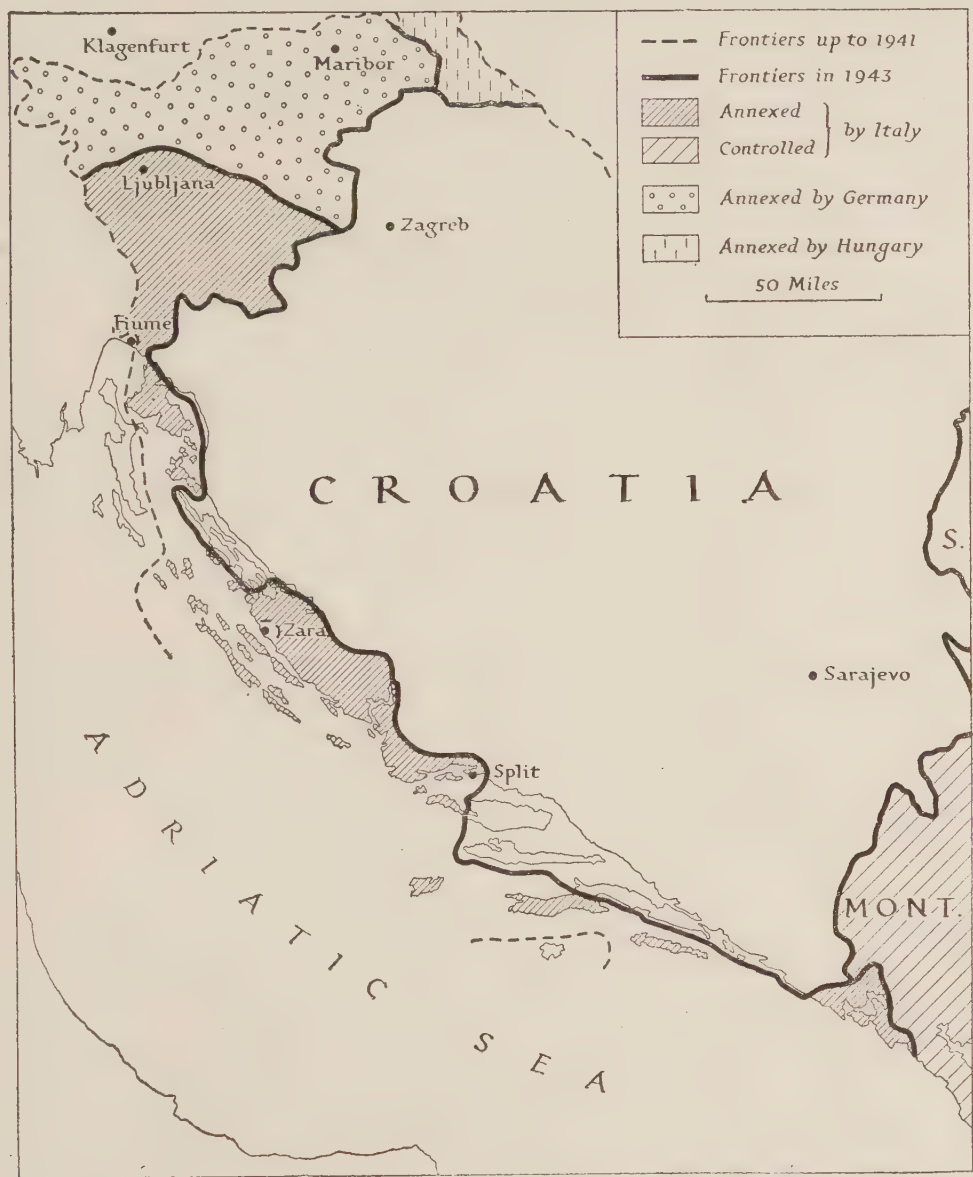 Klagenfurt
Maribor
Ljubljana
Zagreb
Fiume
CROATIA
S.
Zara
Sarajevo
Split
MONT.
ADRIATIC SEA
Frontiers up to 1941
Frontiers in 1943
Annexed
Controlled
} by Italy
Annexed by Germany
Annexed by Hungary
50 Miles